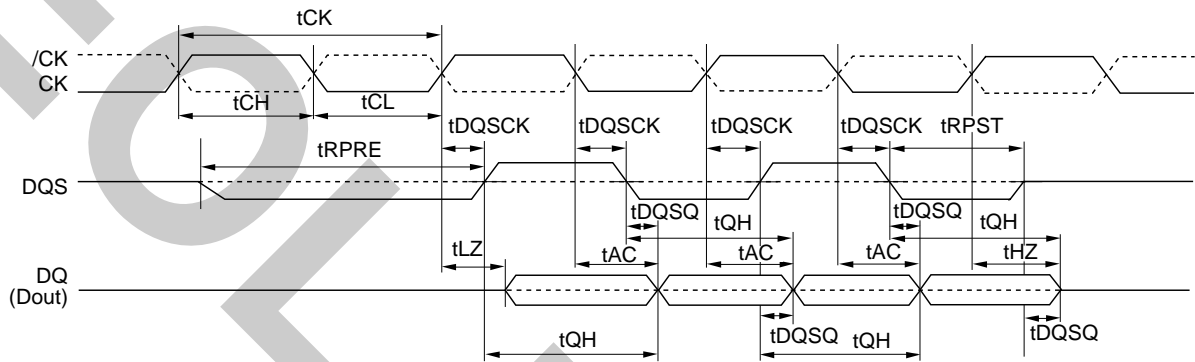 tCK
/CK
CK
tCH tCL
tDQSCK tDQSCK tDQSCK tDQSCK tRPST
tRPRE
DQS
tDQSQ tQH tDQSQ tQH
tLZ tAC tAC tAC tHZ
DQ
(Dout)
tQH tDQSQ tQH tDQSQ